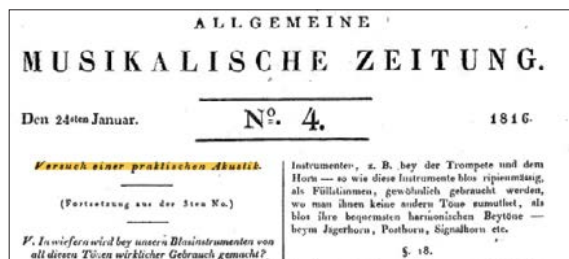 ALLGEMEINE
MUSIKALISCHE ZEITUNG.
Den 24sten Januar.
No. 4.
1816.
Versuch einer praktischen Akustik.
(Fortsetzung aus der 3ten No.)
V. In wiefern wird bey unsern Blasinstrumenten von
all diesen Tönen wirklicher Gebrauch gemacht?
Instrumenten, z. B. bey der Trompete und dem
Horn — so wie diese Instrumente blos ripienmässig,
als Füllstimmen, gewöhnlich gebraucht werden,
wo man ihnen keine andern Töne zumuthet, als
blos ihre bequemsten harmonischen Beytöne —
beym Jägerhorn, Posthorn, Signalhorn etc.
§. 18.